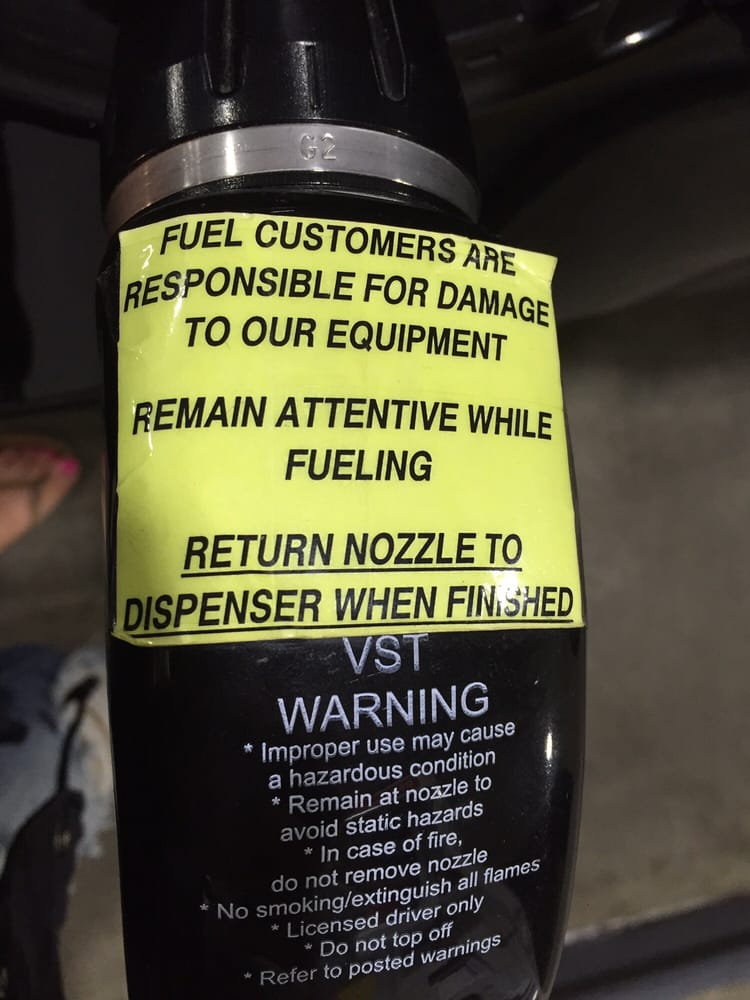 G2
FUEL CUSTOMERS ARE
RESPONSIBLE FOR DAMAGE
TO OUR EQUIPMENT
REMAIN ATTENTIVE WHILE
FUELING
RETURN NOZZLE TO
DISPENSER WHEN FINISHED
VST
WARNING
* Improper use may cause
a hazardous condition
* Remain at nozzle to
avoid static hazards
* In case of fire,
do not remove nozzle
* No smoking/extinguish all flames
* Licensed driver only
* Do not top off
* Refer to posted warnings